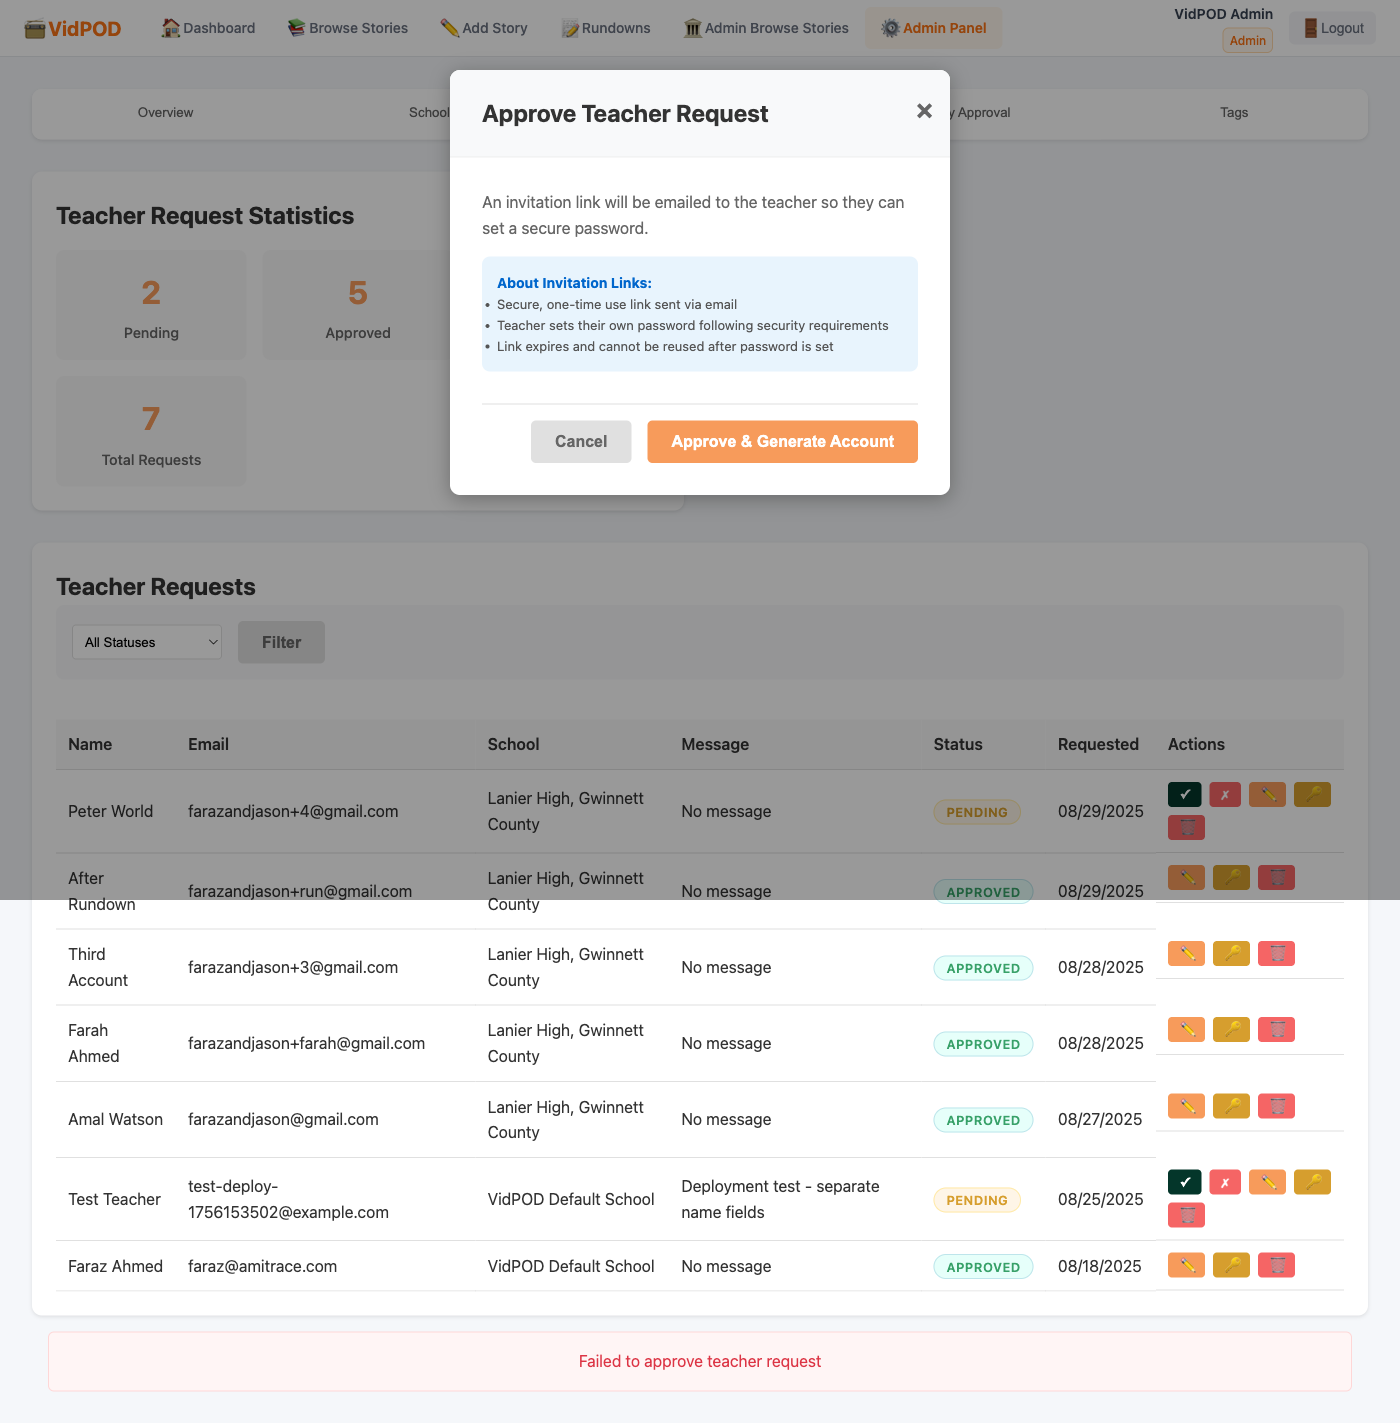 VidPOD
Dashboard
Browse Stories
Add Story
Rundowns
Admin Browse Stories
Admin Panel
VidPOD Admin
Admin
Logout
Overview
School
y Approval
Tags
Approve Teacher Request
×
An invitation link will be emailed to the teacher so they can
set a secure password.
About Invitation Links:
• Secure, one-time use link sent via email
• Teacher sets their own password following security requirements
• Link expires and cannot be reused after password is set
Cancel
Approve & Generate Account
Teacher Request Statistics
2
Pending
5
Approved
7
Total Requests
Teacher Requests
All Statuses
Filter
Name Email School Message Status Requested Actions
Peter World farazandjason+4@gmail.com Lanier High, Gwinnett County No message PENDING 08/29/2025
After Rundown farazandjason+run@gmail.com Lanier High, Gwinnett County No message APPROVED 08/29/2025
Third Account farazandjason+3@gmail.com Lanier High, Gwinnett County No message APPROVED 08/28/2025
Farah Ahmed farazandjason+farah@gmail.com Lanier High, Gwinnett County No message APPROVED 08/28/2025
Amal Watson farazandjason@gmail.com Lanier High, Gwinnett County No message APPROVED 08/27/2025
Test Teacher test-deploy-1756153502@example.com VidPOD Default School Deployment test - separate name fields PENDING 08/25/2025
Faraz Ahmed faraz@amitrace.com VidPOD Default School No message APPROVED 08/18/2025
Failed to approve teacher request